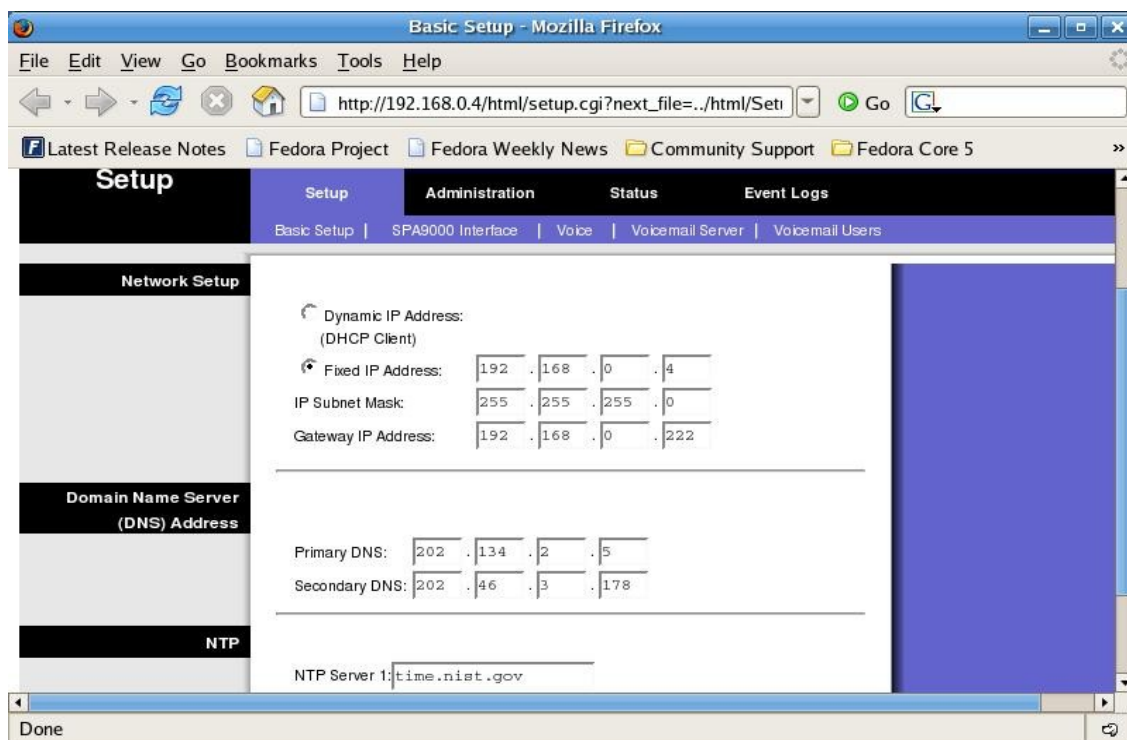 Basic Setup - Mozilla Firefox
File Edit View Go Bookmarks Tools Help
http://192.168.0.4/html/setup.cgi?next_file=../html/Setu Go G
Latest Release Notes Fedora Project Fedora Weekly News Community Support Fedora Core 5 »
Setup
Setup Administration Status Event Logs
Basic Setup | SPA9000 Interface | Voice | Voicemail Server | Voicemail Users
Network Setup
Dynamic IP Address:
(DHCP Client)
Fixed IP Address: 192 . 168 . 0 . 4
IP Subnet Mask: 255 . 255 . 255 . 0
Gateway IP Address: 192 . 168 . 0 . 222
Domain Name Server
(DNS) Address
Primary DNS: 202 . 134 . 2 . 5
Secondary DNS: 202 . 46 . 3 . 178
NTP
NTP Server 1: time.nist.gov
Done